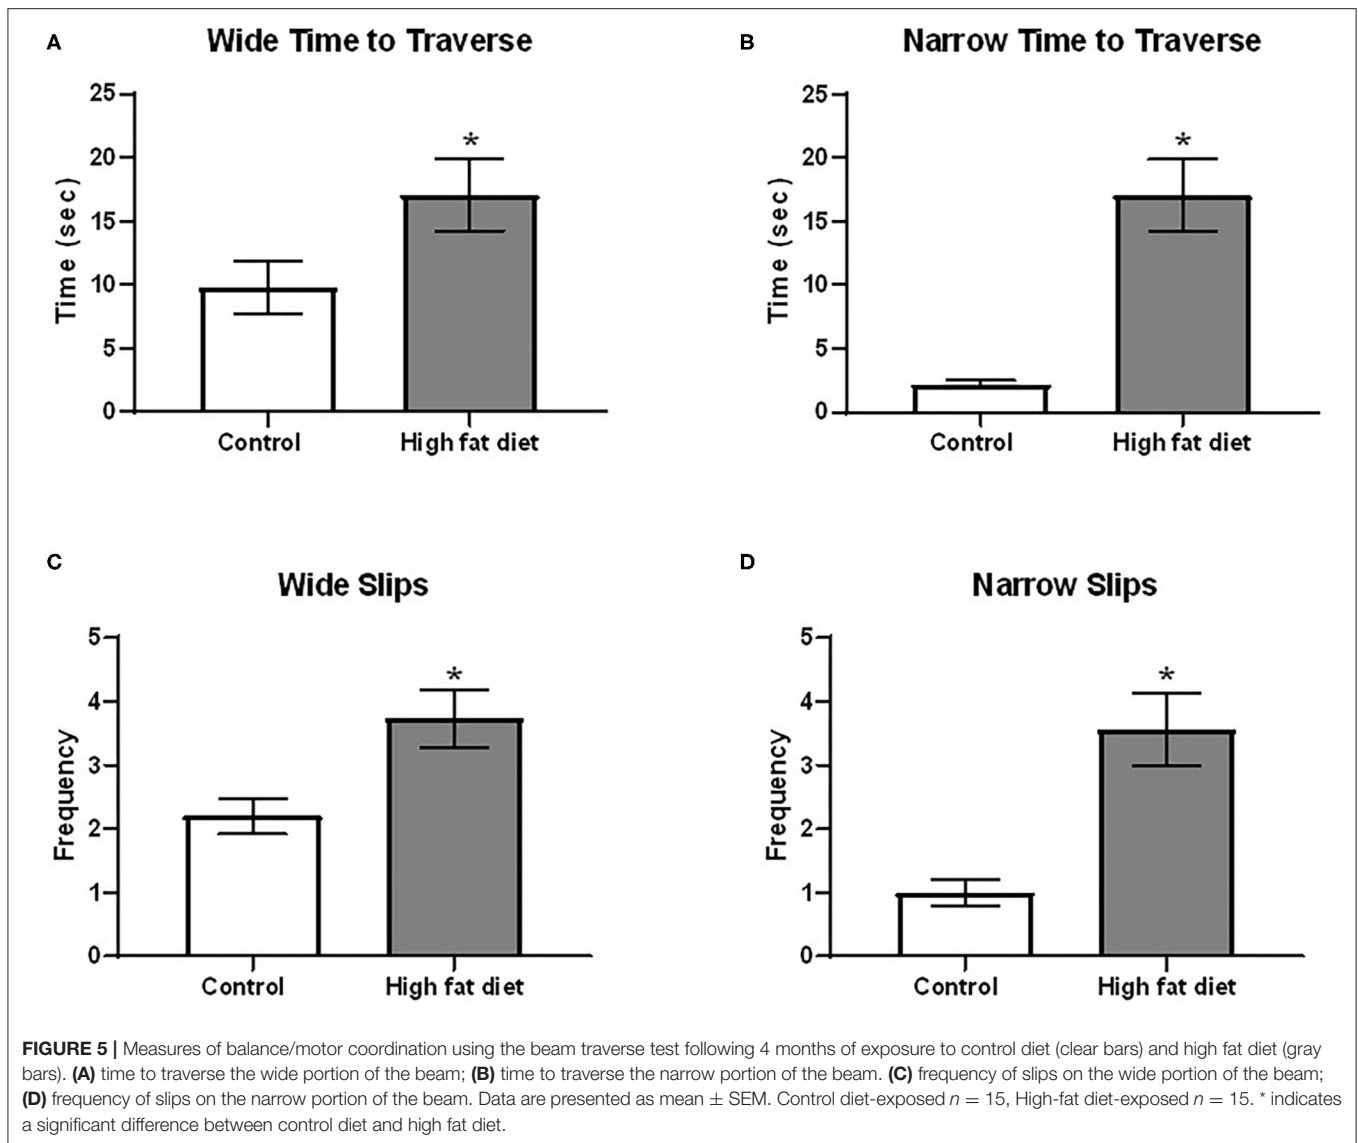 A
Wide Time to Traverse
25
20
15
10
5
0
Time (sec)
*
Control
High fat diet
B
Narrow Time to Traverse
25
20
15
10
5
0
Time (sec)
*
Control
High fat diet
C
Wide Slips
5
4
3
2
1
0
Frequency
*
Control
High fat diet
D
Narrow Slips
5
4
3
2
1
0
Frequency
*
Control
High fat diet
FIGURE 5 | Measures of balance/motor coordination using the beam traverse test following 4 months of exposure to control diet (clear bars) and high fat diet (gray
bars). (A) time to traverse the wide portion of the beam; (B) time to traverse the narrow portion of the beam. (C) frequency of slips on the wide portion of the beam;
(D) frequency of slips on the narrow portion of the beam. Data are presented as mean ± SEM. Control diet-exposed n = 15, High-fat diet-exposed n = 15. * indicates
a significant difference between control diet and high fat diet.